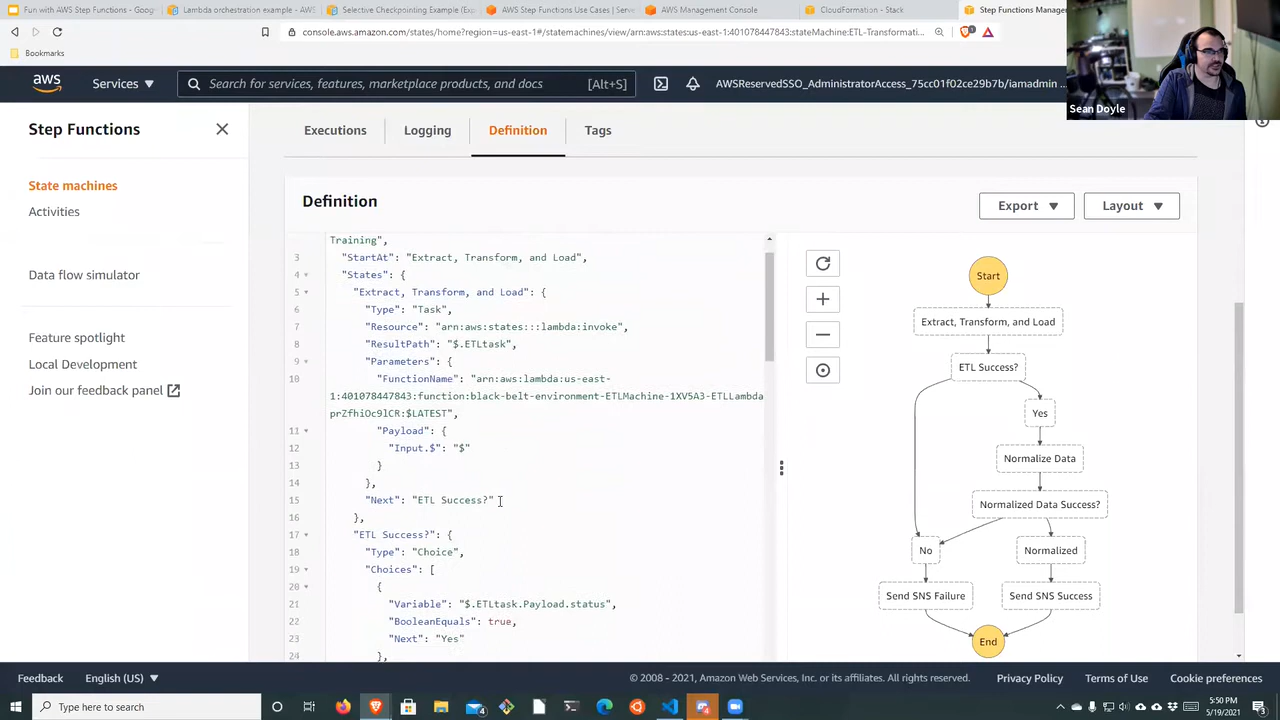 Fun with AWS Step Functions - Goog
Lambda orchestration example - AWS
Selective Checkpointing Example (Ex
AWS Step Functions Use Cases | Serve
AWS Management Console
CloudFormation - Stack
Step Functions Manage
console.aws.amazon.com/states/home?region=us-east-1#/statemachines/view/arn:aws:states:us-east-1:401078447843:stateMachine:ETL-Transformati...
Bookmarks
aws
Services
Search for services, features, marketplace products, and docs
[Alt+S]
AWSReservedSSO_AdministratorAccess_75cc01f02ce29b7b/iamadmin ...
Sean Doyle
Step Functions
State machines
Activities
Data flow simulator
Feature spotlight
Local Development
Join our feedback panel
Executions
Logging
Definition
Tags
Definition
Export
Layout
Training",
3 "StartAt": "Extract, Transform, and Load",
4 "States": {
5 "Extract, Transform, and Load": {
6 "Type": "Task",
7 "Resource": "arn:aws:states:::lambda:invoke",
8 "ResultPath": "$.ETLtask",
9 "Parameters": {
10 "FunctionName": "arn:aws:lambda:us-east-
1:401078447843:function:black-belt-environment-ETLMachine-1XV5A3-ETLLambda
prZfhiOc9lCR:$LATEST",
11 "Payload": {
12 "Input.$": "$"
13 }
14 },
15 "Next": "ETL Success?"
16 },
17 "ETL Success?": {
18 "Type": "Choice",
19 "Choices": [
20 {
21 "Variable": "$.ETLtask.Payload.status",
22 "BooleanEquals": true,
23 "Next": "Yes"
24 },
Start
Extract, Transform, and Load
ETL Success?
Yes
Normalize Data
Normalized Data Success?
No
Normalized
Send SNS Failure
Send SNS Success
End
Feedback
English (US)
© 2008 - 2021, Amazon Web Services, Inc. or its affiliates. All rights reserved.
Privacy Policy
Terms of Use
Cookie preferences
Type here to search
4
5:50 PM
5/19/2021
3